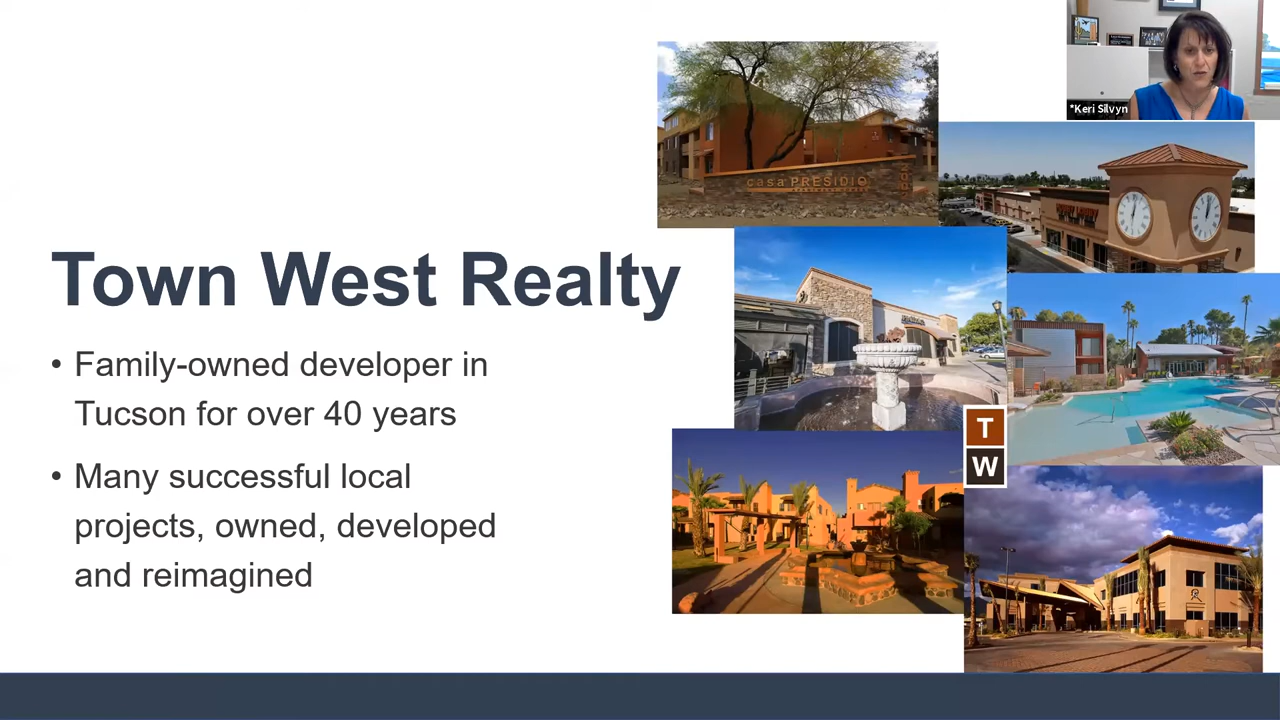 *Keri Silvyn
casa PRESIDIO
Town West Realty
• Family-owned developer in
Tucson for over 40 years
• Many successful local
projects, owned, developed
and reimagined
T
W